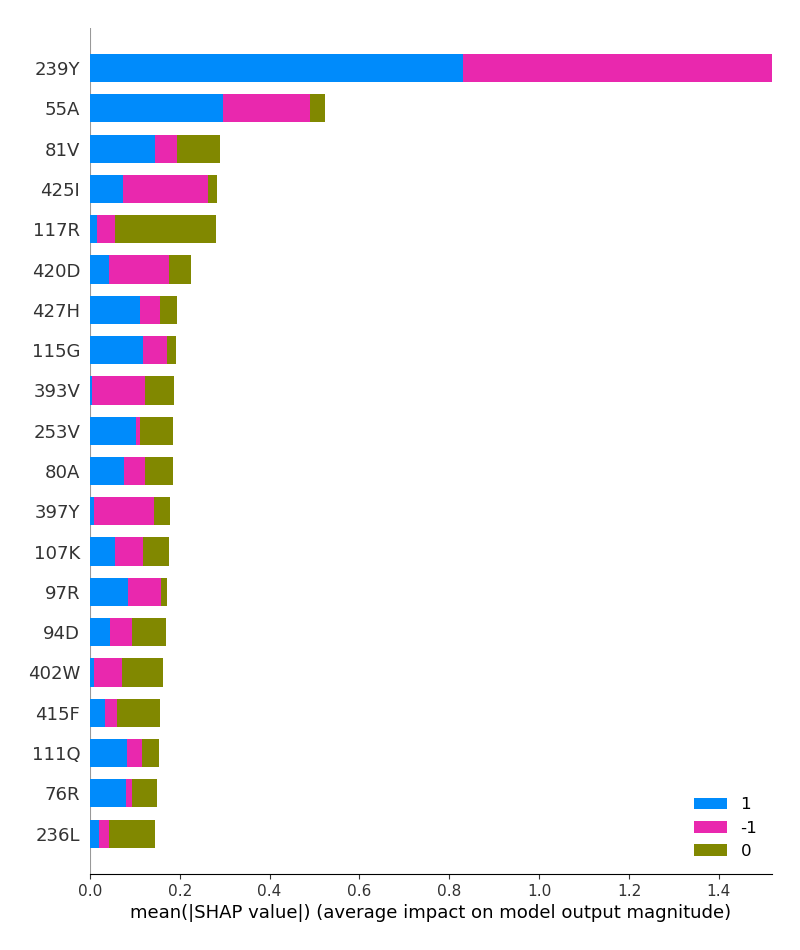 239Y
55A
81V
425I
117R
420D
427H
115G
393V
253V
80A
397Y
107K
97R
94D
402W
415F
111Q
76R
236L
1
-1
0
0.0 0.2 0.4 0.6 0.8 1.0 1.2 1.4
mean(|SHAP value|) (average impact on model output magnitude)